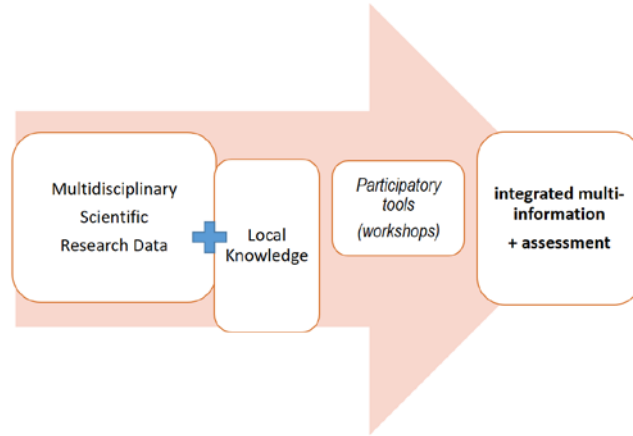 Multidisciplinary
Scientific
Research Data
Local
Knowledge
Participatory
tools
(workshops)
integrated multi-
information
+ assessment